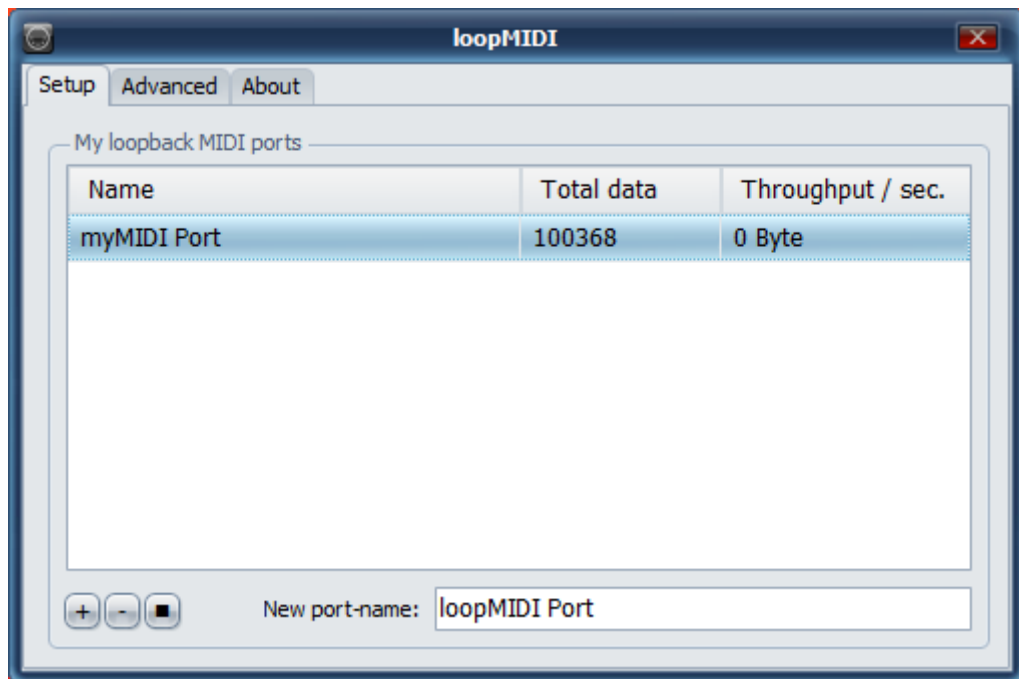 loopMIDI
Setup Advanced About
My loopback MIDI ports
Name Total data Throughput / sec.
myMIDI Port 100368 0 Byte
+ - ■ New port-name: loopMIDI Port